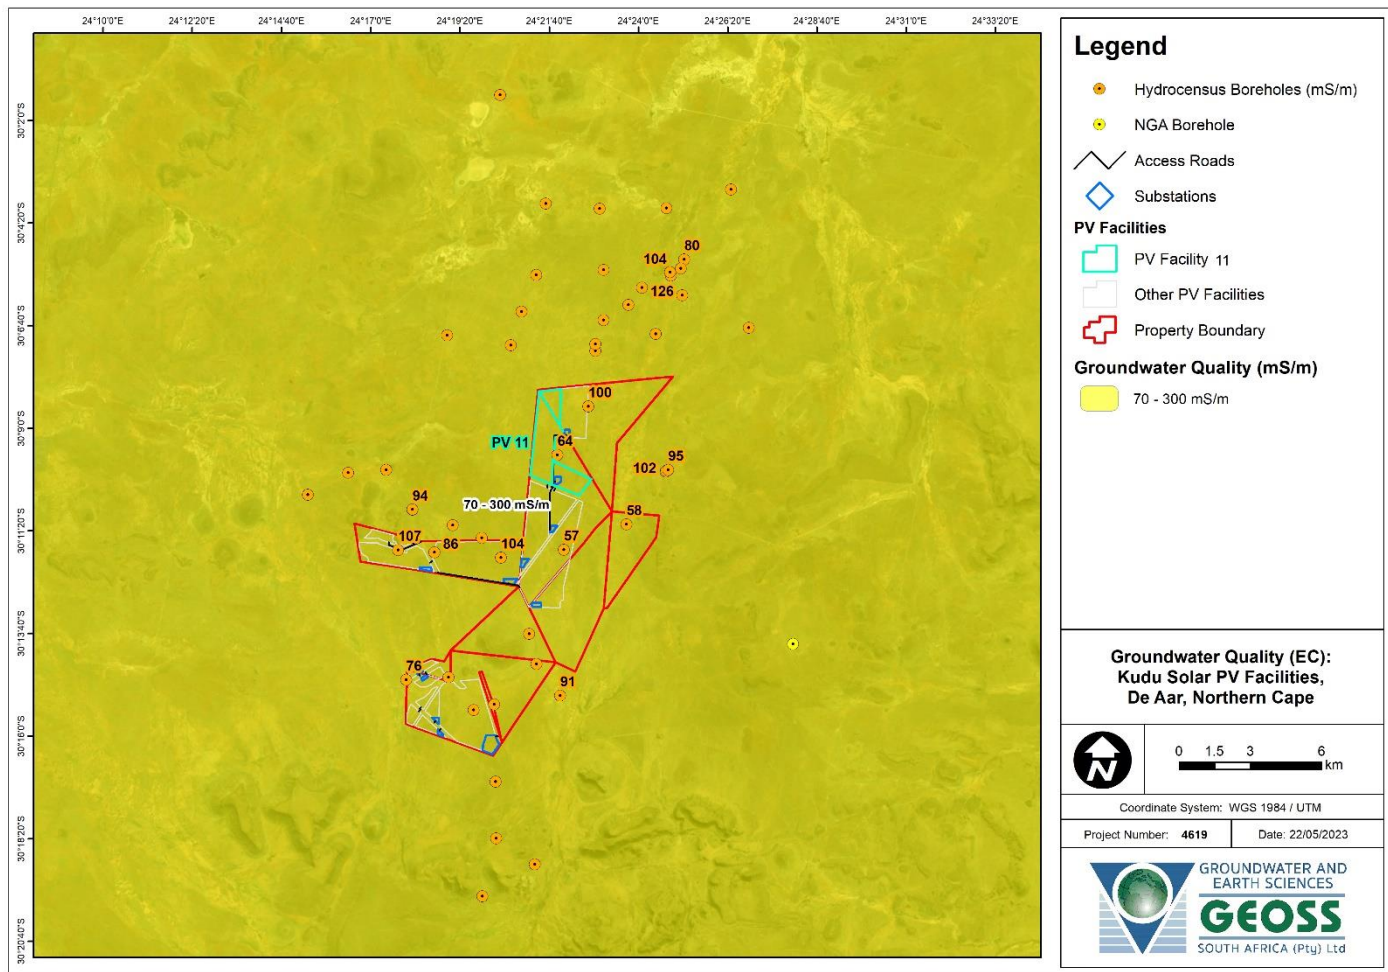 24°10'0"E 24°12'20"E 24°14'40"E 24°17'0"E 24°19'20"E 24°21'40"E 24°24'0"E 24°26'20"E 24°28'40"E 24°31'0"E 24°33'20"E
30°2'0"S
30°4'20"S
30°6'40"S
30°9'0"S
30°11'20"S
30°13'40"S
30°16'0"S
30°18'20"S
30°20'40"S
80
104
126
100
PV 11
64
95
102
94
70 - 300 mS/m
58
107
86
104
57
76
91
Legend
Hydrocensus Boreholes (mS/m)
NGA Borehole
Access Roads
Substations
PV Facilities
PV Facility 11
Other PV Facilities
Property Boundary
Groundwater Quality (mS/m)
70 - 300 mS/m
Groundwater Quality (EC):
Kudu Solar PV Facilities,
De Aar, Northern Cape
N
0 1.5 3 6
km
Coordinate System: WGS 1984 / UTM
Project Number: 4619 Date: 22/05/2023
GROUNDWATER AND
EARTH SCIENCES
GEOSS
SOUTH AFRICA (Pty) Ltd